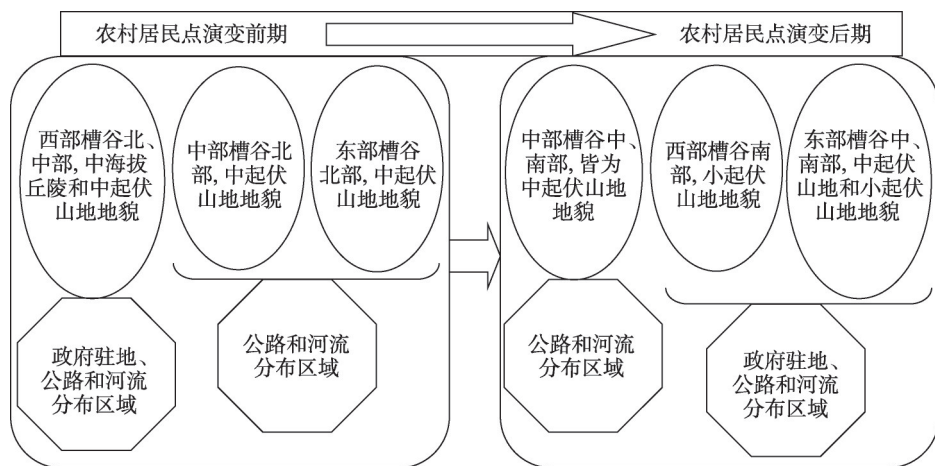 农村居民点演变前期
农村居民点演变后期
西部槽谷北、
中部,中海拔
丘陵和中起伏
山地地貌
中部槽谷北
部,中起伏
山地地貌
东部槽谷
北部,中起伏
山地地貌
政府驻地、
公路和河流
分布区域
公路和河流
分布区域
中部槽谷中、
南部,皆为
中起伏山地
地貌
西部槽谷南
部,小起伏
山地地貌
东部槽谷中、
南部,中起伏
山地和小起伏
山地地貌
公路和河流
分布区域
政府驻地、
公路和河流
分布区域